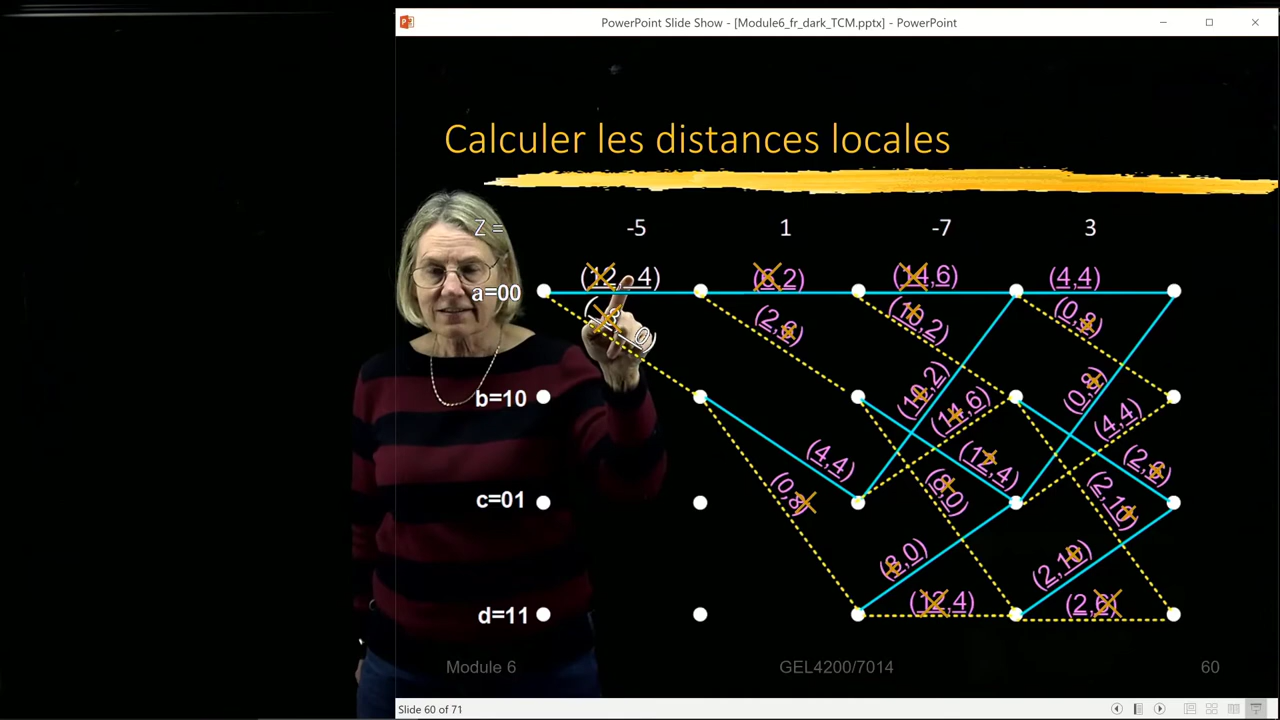 PowerPoint Slide Show - [Module6_fr_dark_TCM.pptx] - PowerPoint
Calculer les distances locales
Z = -5 1 -7 3
(12, 4) (6,2) (14,6) (4,4)
a=00
(2,8) (10,2) (0,8)
b=10
(10,2) (14,6) (0,8) (4,4)
(4,4) (12,4) (2,6)
(0,8) (8,0) (2,10)
c=01
(8,0) (2,10)
(12,4) (2,6)
d=11
Module 6 GEL4200/7014 60
Slide 60 of 71